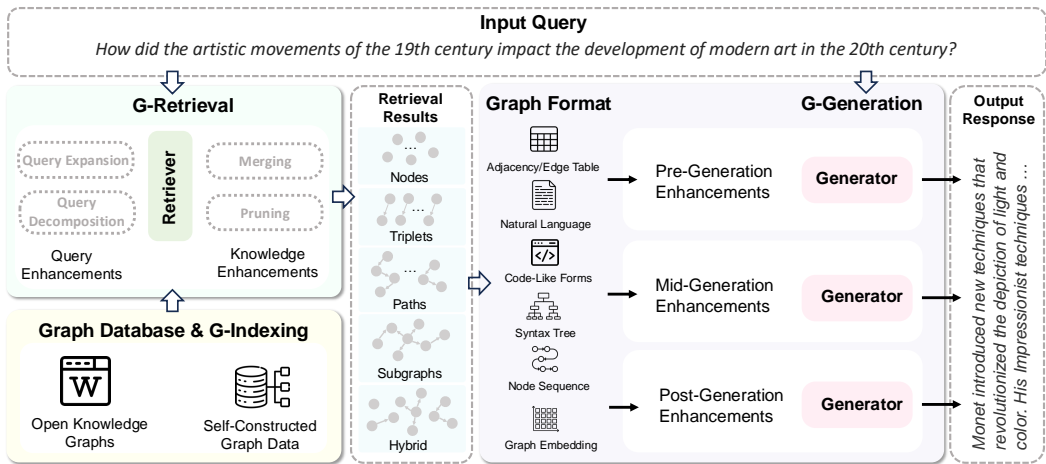 Input Query
How did the artistic movements of the 19th century impact the development of modern art in the 20th century?
G-Retrieval
Query Expansion
Query
Decomposition
Query
Enhancements
Retriever
Merging
Pruning
Knowledge
Enhancements
Graph Database & G-Indexing
W
Open Knowledge
Graphs
Self-Constructed
Graph Data
Retrieval
Results
...
Nodes
...
Triplets
...
Paths
Subgraphs
Hybrid
Graph Format
Adjacency/Edge Table
Natural Language
</>
Code-Like Forms
Syntax Tree
Node Sequence
Graph Embedding
G-Generation
Pre-Generation
Enhancements
Generator
Mid-Generation
Enhancements
Generator
Post-Generation
Enhancements
Generator
Output
Response
Monet introduced new techniques that
revolutionized the depiction of light and
color. His Impressionist techniques ...